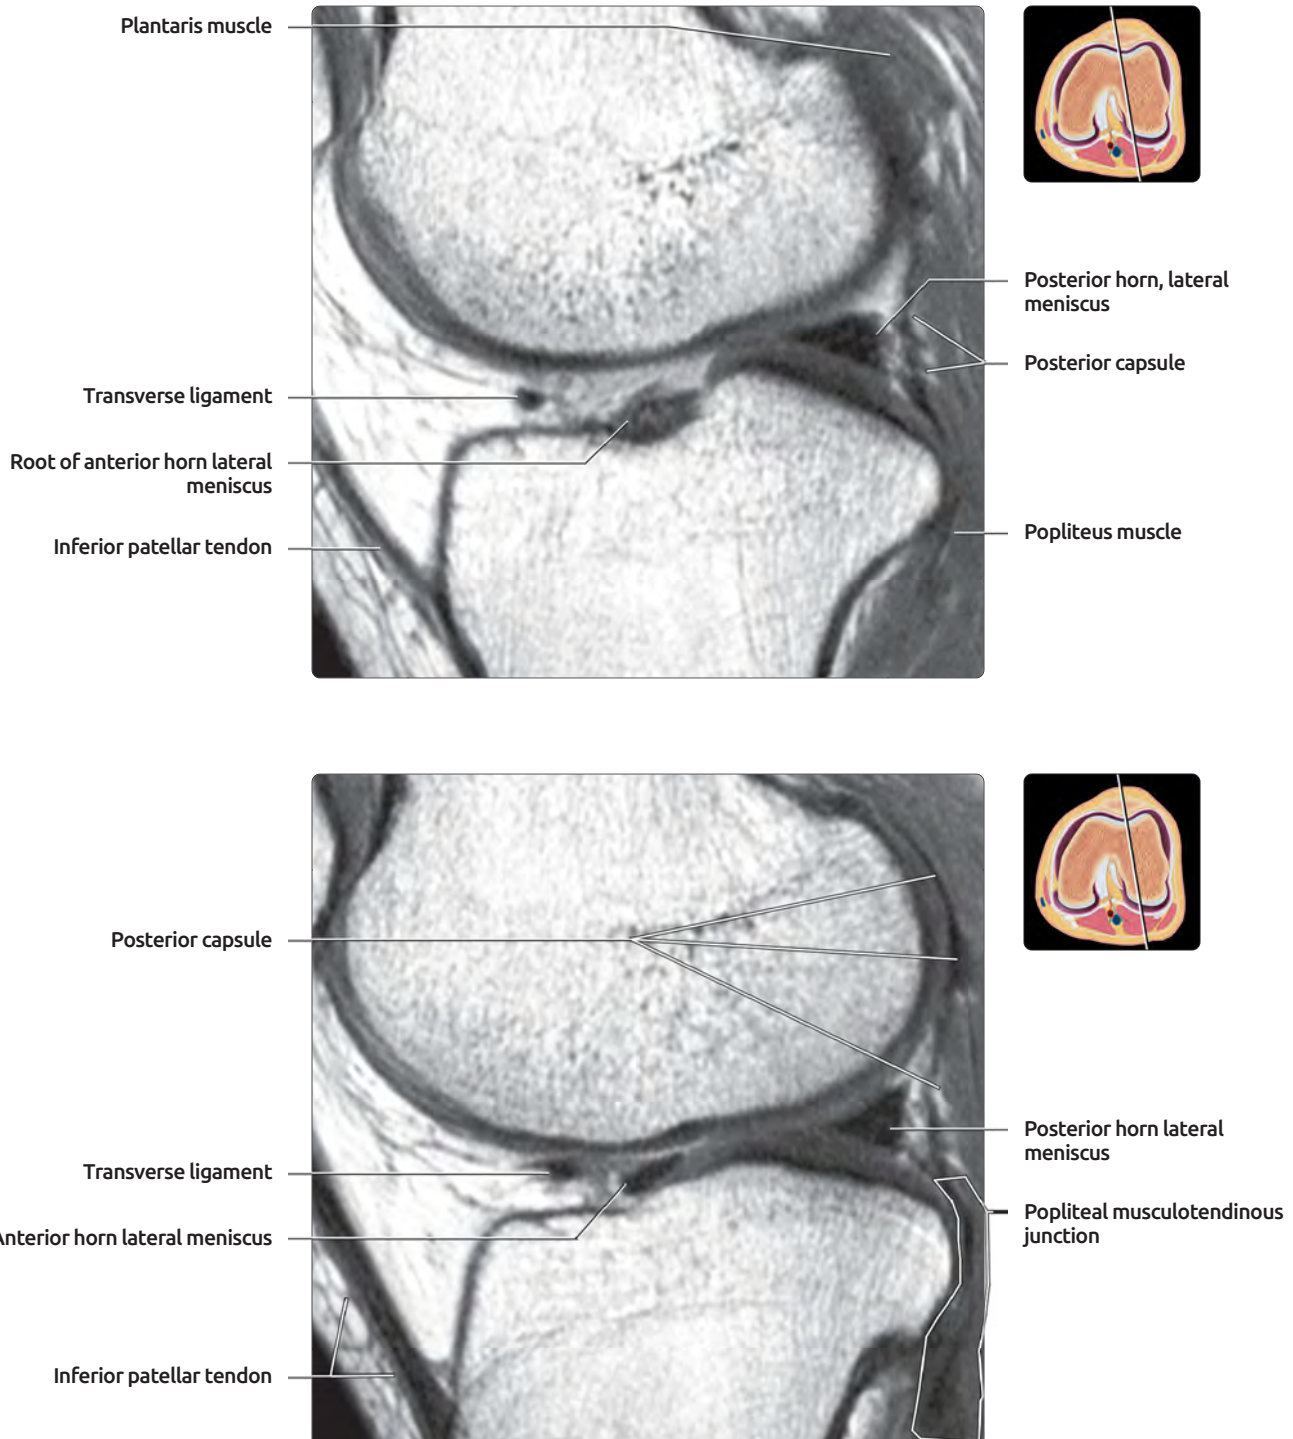 Plantaris muscle
Posterior horn, lateral
meniscus
Posterior capsule
Transverse ligament
Root of anterior horn lateral
meniscus
Inferior patellar tendon
Popliteus muscle
Posterior capsule
Posterior horn lateral
meniscus
Transverse ligament
Popliteal musculotendinous
junction
Anterior horn lateral meniscus
Inferior patellar tendon